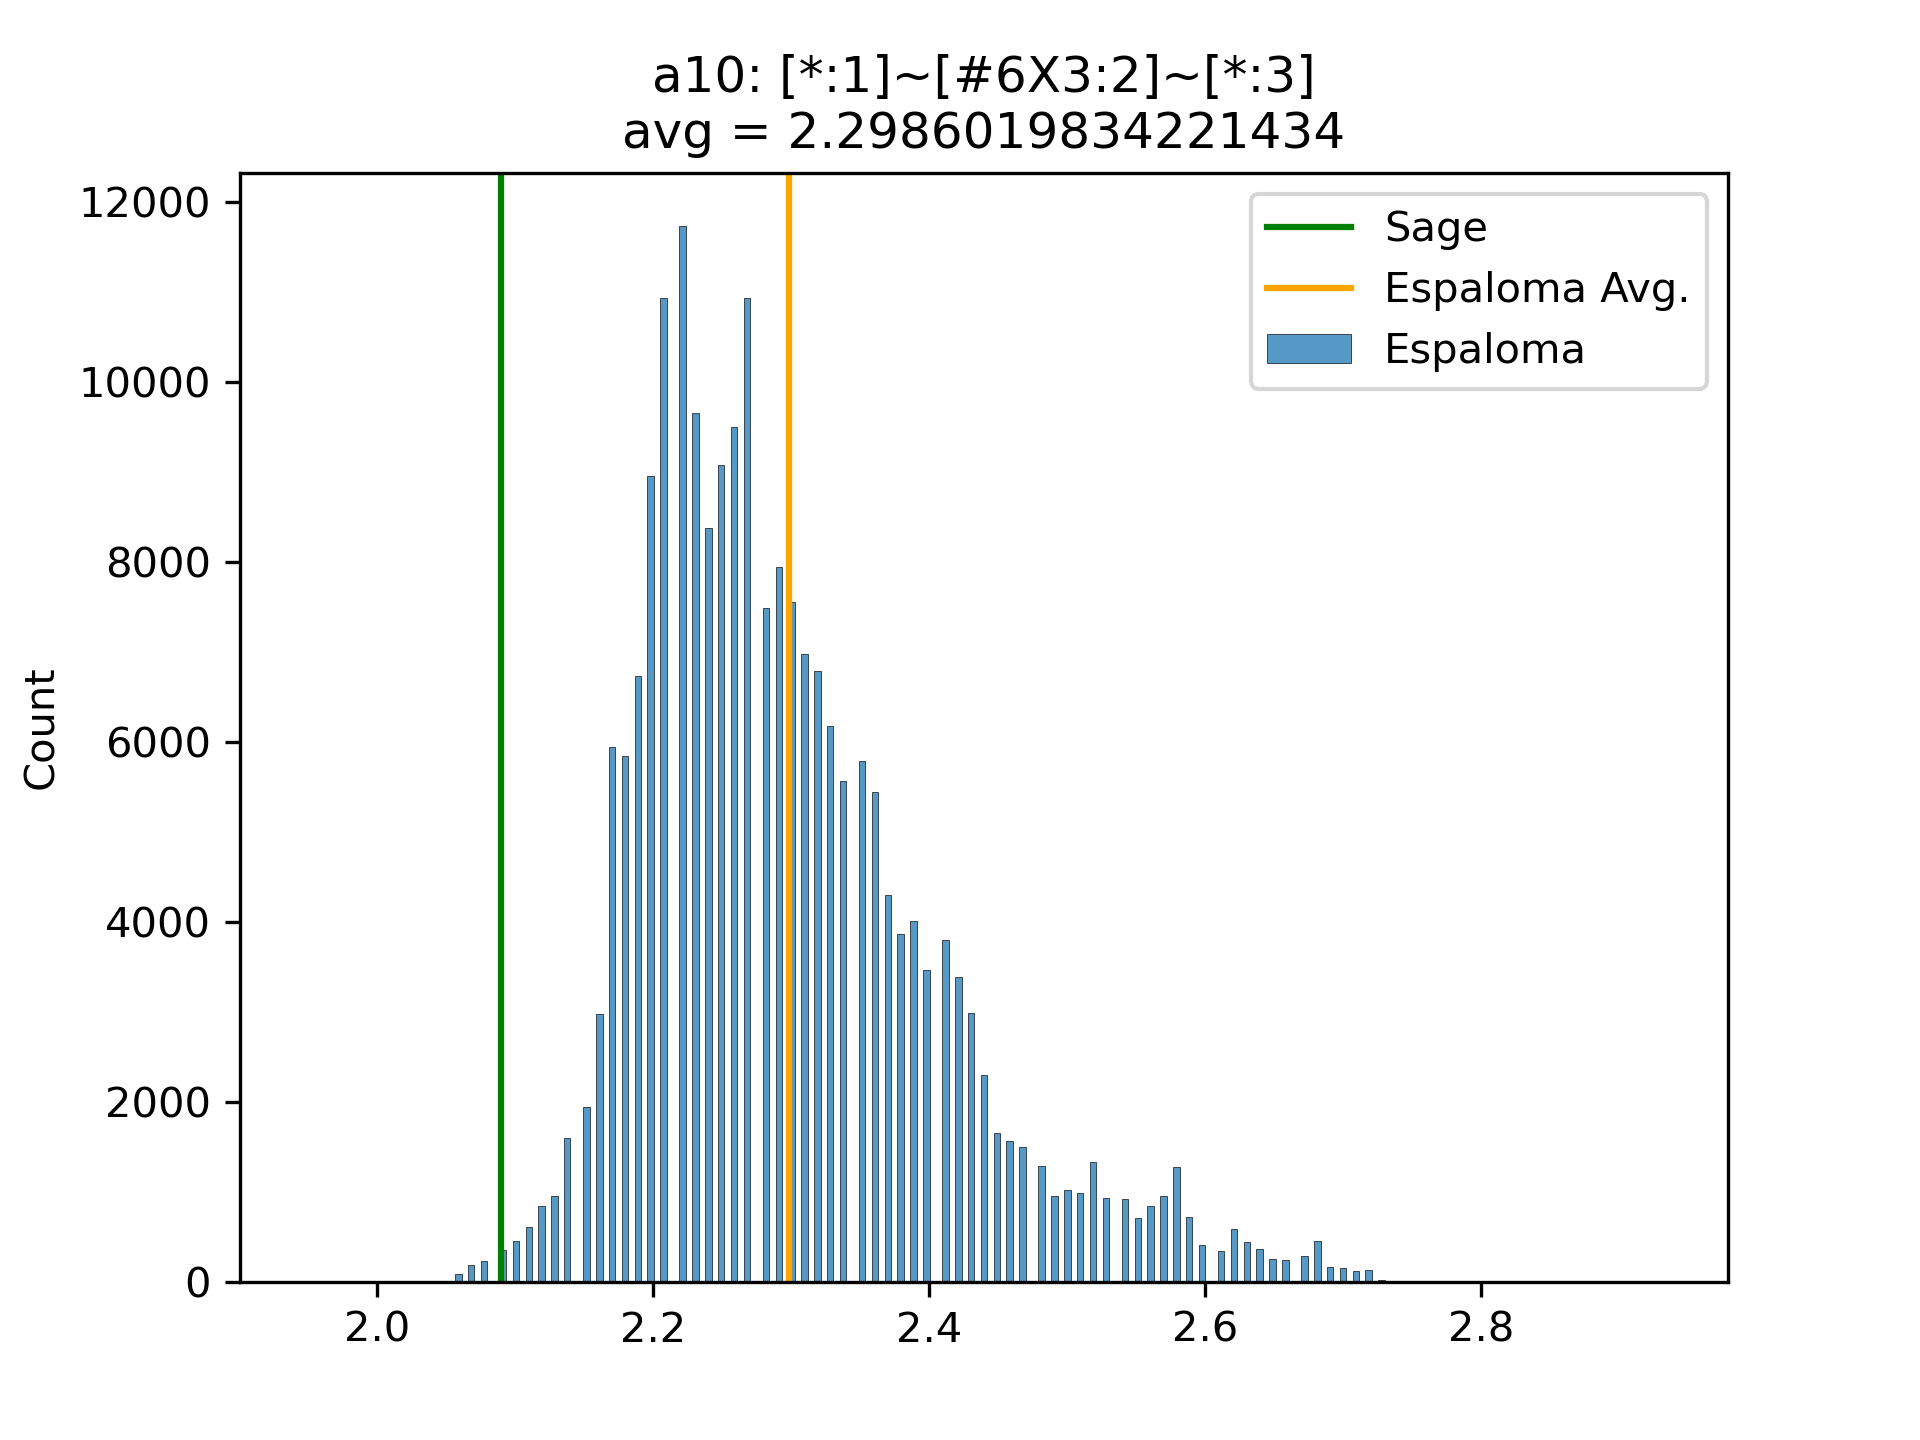 a10: [*:1]~[#6X3:2]~[*:3]
avg = 2.2986019834221434
12000
10000
8000
6000
4000
2000
0
Count
Sage
Espaloma Avg.
Espaloma
2.0 2.2 2.4 2.6 2.8